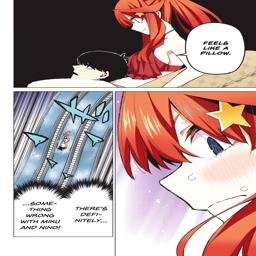 FEELS
LIKE A
PILLOW.
THERE'S
DEFI-
NITELY,...
...SOME-
THING
WRONG
WITH MIKU
AND NINO!